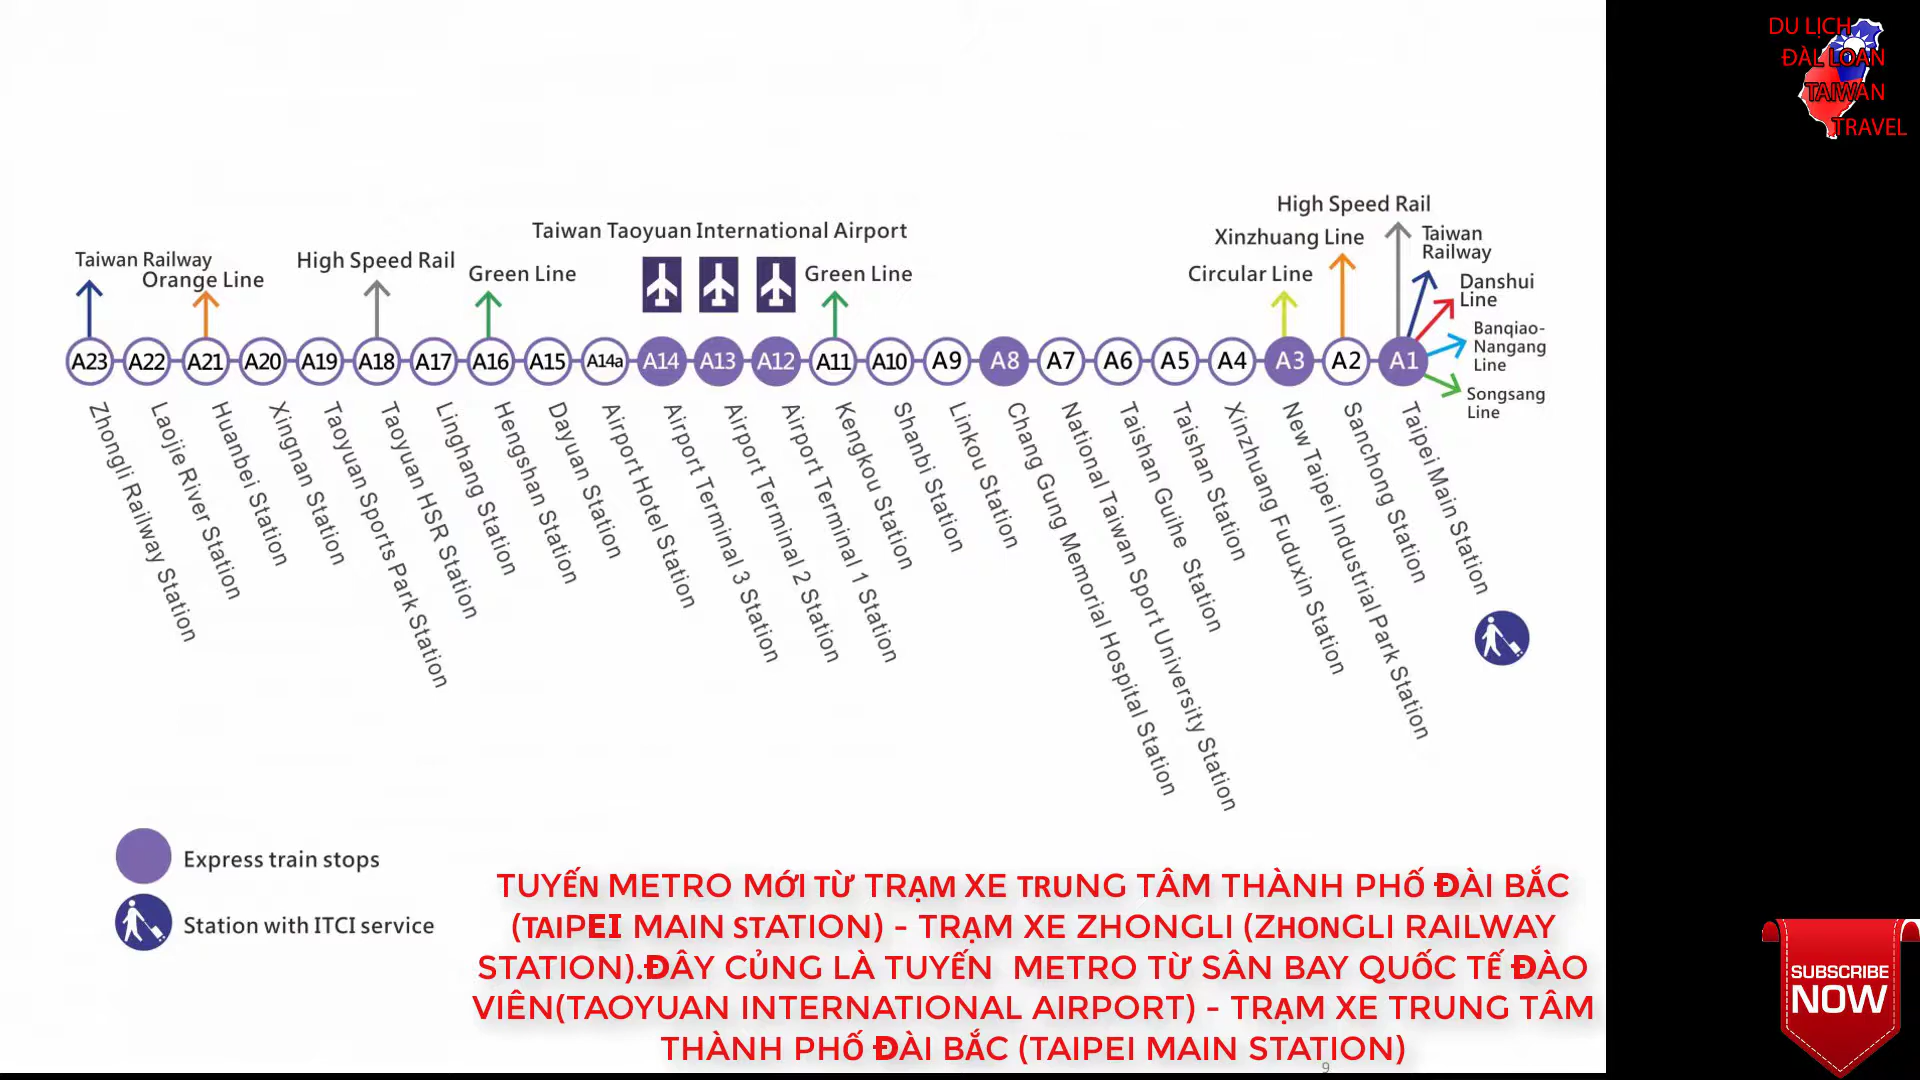 DU LỊCH
ĐÀL LOAN
TAIWAN
TRAVEL
High Speed Rail
Taiwan Taoyuan International Airport
Xinzhuang Line
Taiwan
Railway
Taiwan Railway
Orange Line
High Speed Rail
Green Line
Green Line
Circular Line
Danshui
Line
Banqiao-
Nangang
Line
Songsang
Line
A23 A22 A21 A20 A19 A18 A17 A16 A15 A14a A14 A13 A12 A11 A10 A9 A8 A7 A6 A5 A4 A3 A2 A1
Zhongli Railway Station
Laojie River Station
Huanbei Station
Xingnan Station
Taoyuan Sports Park Station
Taoyuan HSR Station
Linghang Station
Hengshan Station
Dayuan Station
Airport Hotel Station
Airport Terminal 3 Station
Airport Terminal 2 Station
Airport Terminal 1 Station
Kengkou Station
Shanbi Station
Linkou Station
Chang Gung Memorial Hospital Station
National Taiwan Sport University Station
Taishan Guihe Station
Taishan Station
Xinzhuang Fuduxin Station
New Taipei Industrial Park Station
Sanchong Station
Taipei Main Station
Express train stops
Station with ITCI service
TUYẾN METRO MỚI TỪ TRẠM XE TRUNG TÂM THÀNH PHỐ ĐÀI BẮC
(TAIPEI MAIN STATION) - TRẠM XE ZHONGLI (ZHONGLI RAILWAY
STATION).ĐÂY CỦNG LÀ TUYẾN METRO TỪ SÂN BAY QUỐC TẾ ĐÀO
VIÊN(TAOYUAN INTERNATIONAL AIRPORT) - TRẠM XE TRUNG TÂM
THÀNH PHỐ ĐÀI BẮC (TAIPEI MAIN STATION)
9
SUBSCRIBE
NOW